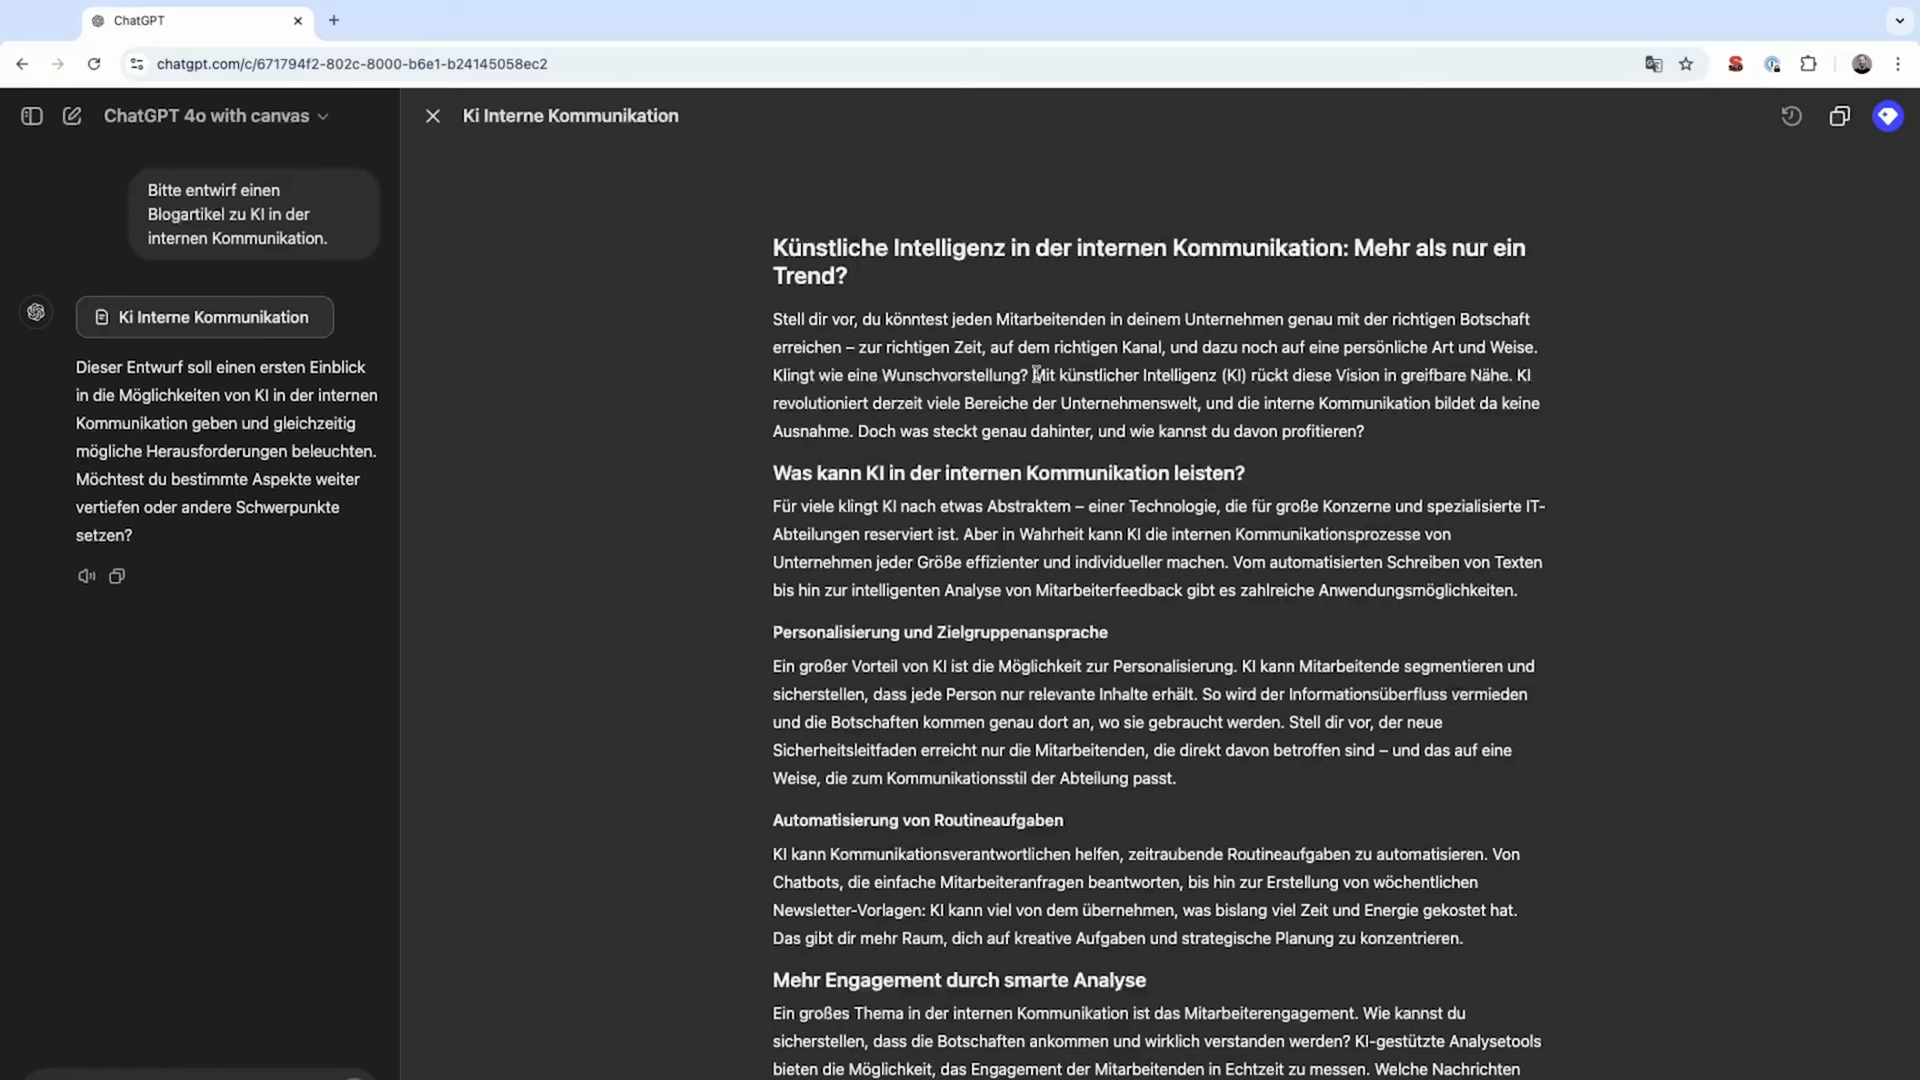 ChatGPT
chatgpt.com/c/671794f2-802c-8000-b6e1-b24145058ec2
ChatGPT 4o with canvas
Ki Interne Kommunikation
Bitte entwirf einen
Blogartikel zu KI in der
internen Kommunikation.
Ki Interne Kommunikation
Dieser Entwurf soll einen ersten Einblick
in die Möglichkeiten von KI in der internen
Kommunikation geben und gleichzeitig
mögliche Herausforderungen beleuchten.
Möchtest du bestimmte Aspekte weiter
vertiefen oder andere Schwerpunkte
setzen?
Künstliche Intelligenz in der internen Kommunikation: Mehr als nur ein
Trend?
Stell dir vor, du könntest jeden Mitarbeitenden in deinem Unternehmen genau mit der richtigen Botschaft
erreichen – zur richtigen Zeit, auf dem richtigen Kanal, und dazu noch auf eine persönliche Art und Weise.
Klingt wie eine Wunschvorstellung? Mit künstlicher Intelligenz (KI) rückt diese Vision in greifbare Nähe. KI
revolutioniert derzeit viele Bereiche der Unternehmenswelt, und die interne Kommunikation bildet da keine
Ausnahme. Doch was steckt genau dahinter, und wie kannst du davon profitieren?
Was kann KI in der internen Kommunikation leisten?
Für viele klingt KI nach etwas Abstraktem – einer Technologie, die für große Konzerne und spezialisierte IT-
Abteilungen reserviert ist. Aber in Wahrheit kann KI die internen Kommunikationsprozesse von
Unternehmen jeder Größe effizienter und individueller machen. Vom automatisierten Schreiben von Texten
bis hin zur intelligenten Analyse von Mitarbeiterfeedback gibt es zahlreiche Anwendungsmöglichkeiten.
Personalisierung und Zielgruppenansprache
Ein großer Vorteil von KI ist die Möglichkeit zur Personalisierung. KI kann Mitarbeitende segmentieren und
sicherstellen, dass jede Person nur relevante Inhalte erhält. So wird der Informationsüberfluss vermieden
und die Botschaften kommen genau dort an, wo sie gebraucht werden. Stell dir vor, der neue
Sicherheitsleitfaden erreicht nur die Mitarbeitenden, die direkt davon betroffen sind – und das auf eine
Weise, die zum Kommunikationsstil der Abteilung passt.
Automatisierung von Routineaufgaben
KI kann Kommunikationsverantwortlichen helfen, zeitraubende Routineaufgaben zu automatisieren. Von
Chatbots, die einfache Mitarbeiteranfragen beantworten, bis hin zur Erstellung von wöchentlichen
Newsletter-Vorlagen: KI kann viel von dem übernehmen, was bislang viel Zeit und Energie gekostet hat.
Das gibt dir mehr Raum, dich auf kreative Aufgaben und strategische Planung zu konzentrieren.
Mehr Engagement durch smarte Analyse
Ein großes Thema in der internen Kommunikation ist das Mitarbeiterengagement. Wie kannst du
sicherstellen, dass die Botschaften ankommen und wirklich verstanden werden? KI-gestützte Analysetools
bieten die Möglichkeit, das Engagement der Mitarbeitenden in Echtzeit zu messen. Welche Nachrichten